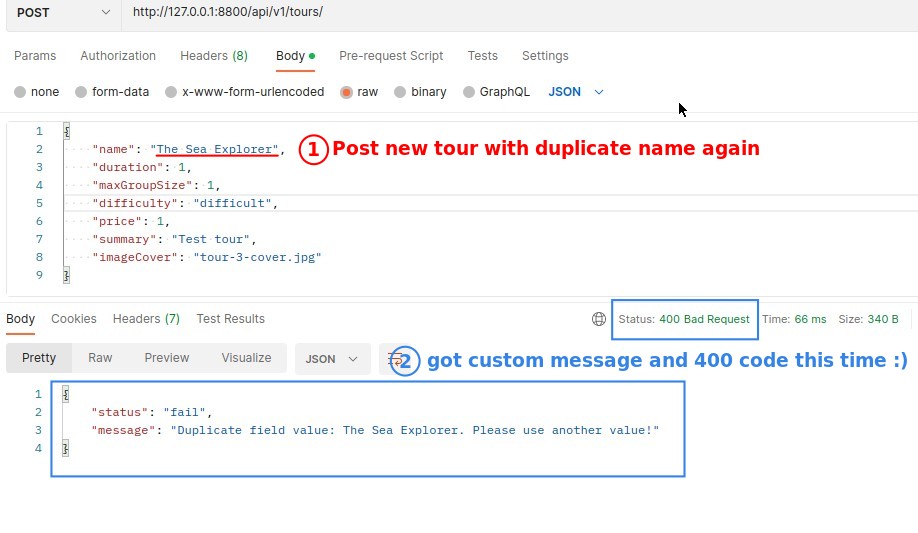 POST http://127.0.0.1:8800/api/v1/tours/
Params Authorization Headers (8) Body Pre-request Script Tests Settings
none form-data x-www-form-urlencoded raw binary GraphQL JSON
1 {
2 "name": "The Sea Explorer", 1 Post new tour with duplicate name again
3 "duration": 1,
4 "maxGroupSize": 1,
5 "difficulty": "difficult",
6 "price": 1,
7 "summary": "Test tour",
8 "imageCover": "tour-3-cover.jpg"
9 }
Body Cookies Headers (7) Test Results Status: 400 Bad Request Time: 66 ms Size: 340 B
Pretty Raw Preview Visualize JSON 2 got custom message and 400 code this time :)
1 {
2 "status": "fail",
3 "message": "Duplicate field value: The Sea Explorer. Please use another value!"
4 }